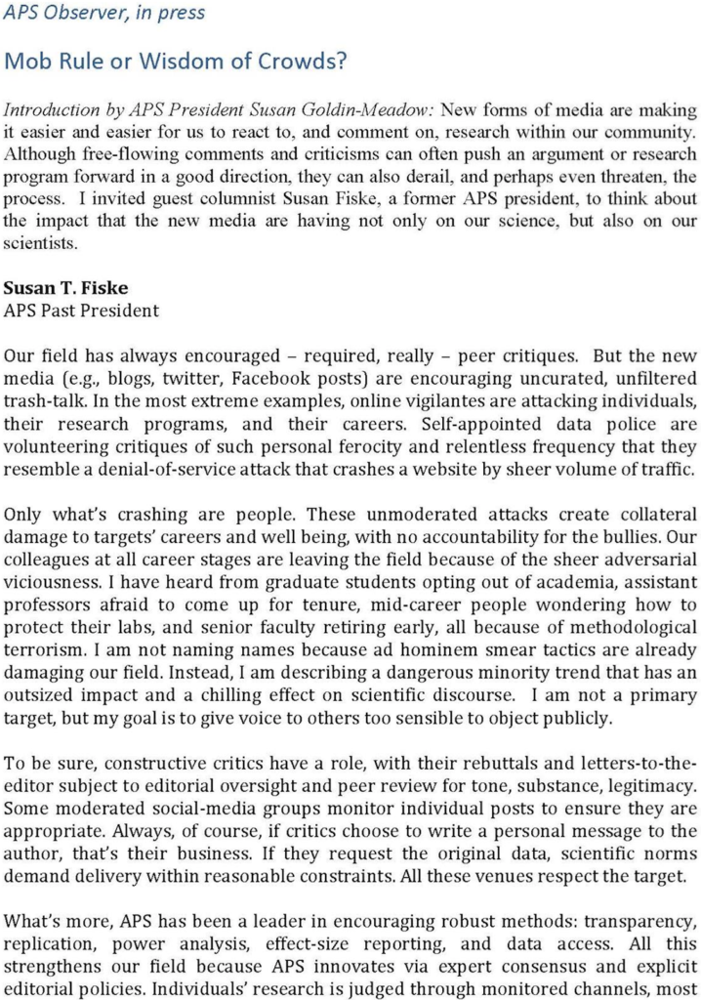 APS Observer, in press
Mob Rule or Wisdom of Crowds?
Introduction by APS President Susan Goldin-Meadow: New forms of media are making
it easier and easier for us to react to, and comment on, research within our community.
Although free-flowing comments and criticisms can often push an argument or research
program forward in a good direction, they can also derail, and perhaps even threaten, the
process.  I invited guest columnist Susan Fiske, a former APS president, to think about
the impact that the new media are having not only on our science, but also on our
scientists.
Susan T. Fiske
APS Past President
Our field has always encouraged – required, really – peer critiques.  But the new
media (e.g., blogs, twitter, Facebook posts) are encouraging uncurated, unfiltered
trash-talk. In the most extreme examples, online vigilantes are attacking individuals,
their research programs, and their careers. Self-appointed data police are
volunteering critiques of such personal ferocity and relentless frequency that they
resemble a denial-of-service attack that crashes a website by sheer volume of traffic.
Only what's crashing are people. These unmoderated attacks create collateral
damage to targets' careers and well being, with no accountability for the bullies. Our
colleagues at all career stages are leaving the field because of the sheer adversarial
viciousness. I have heard from graduate students opting out of academia, assistant
professors afraid to come up for tenure, mid-career people wondering how to
protect their labs, and senior faculty retiring early, all because of methodological
terrorism. I am not naming names because ad hominem smear tactics are already
damaging our field. Instead, I am describing a dangerous minority trend that has an
outsized impact and a chilling effect on scientific discourse.  I am not a primary
target, but my goal is to give voice to others too sensible to object publicly.
To be sure, constructive critics have a role, with their rebuttals and letters-to-the-
editor subject to editorial oversight and peer review for tone, substance, legitimacy.
Some moderated social-media groups monitor individual posts to ensure they are
appropriate. Always, of course, if critics choose to write a personal message to the
author, that's their business. If they request the original data, scientific norms
demand delivery within reasonable constraints. All these venues respect the target.
What's more, APS has been a leader in encouraging robust methods: transparency,
replication, power analysis, effect-size reporting, and data access. All this
strengthens our field because APS innovates via expert consensus and explicit
editorial policies. Individuals' research is judged through monitored channels, most